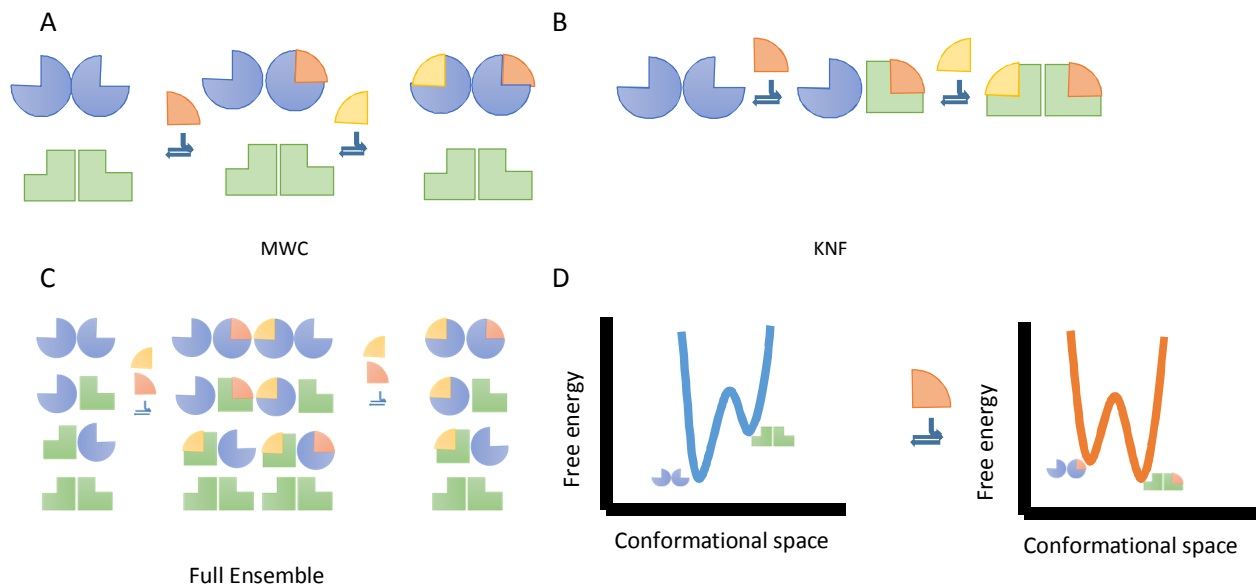 A
B
MWC
KNF
C
D
Full Ensemble
Free energy
Conformational space
Free energy
Conformational space